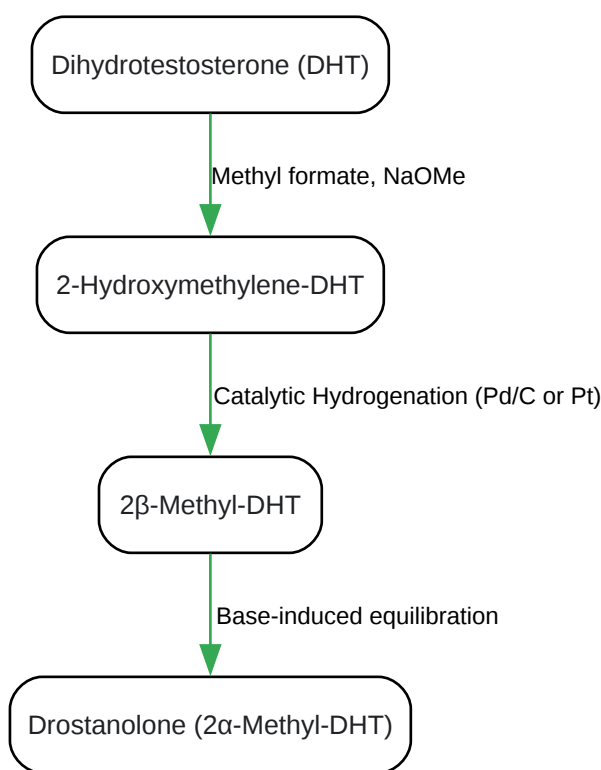 Dihydrotestosterone (DHT)
Methyl formate, NaOMe
2-Hydroxymethylene-DHT
Catalytic Hydrogenation (Pd/C or Pt)
2β-Methyl-DHT
Base-induced equilibration
Drostanolone (2α-Methyl-DHT)